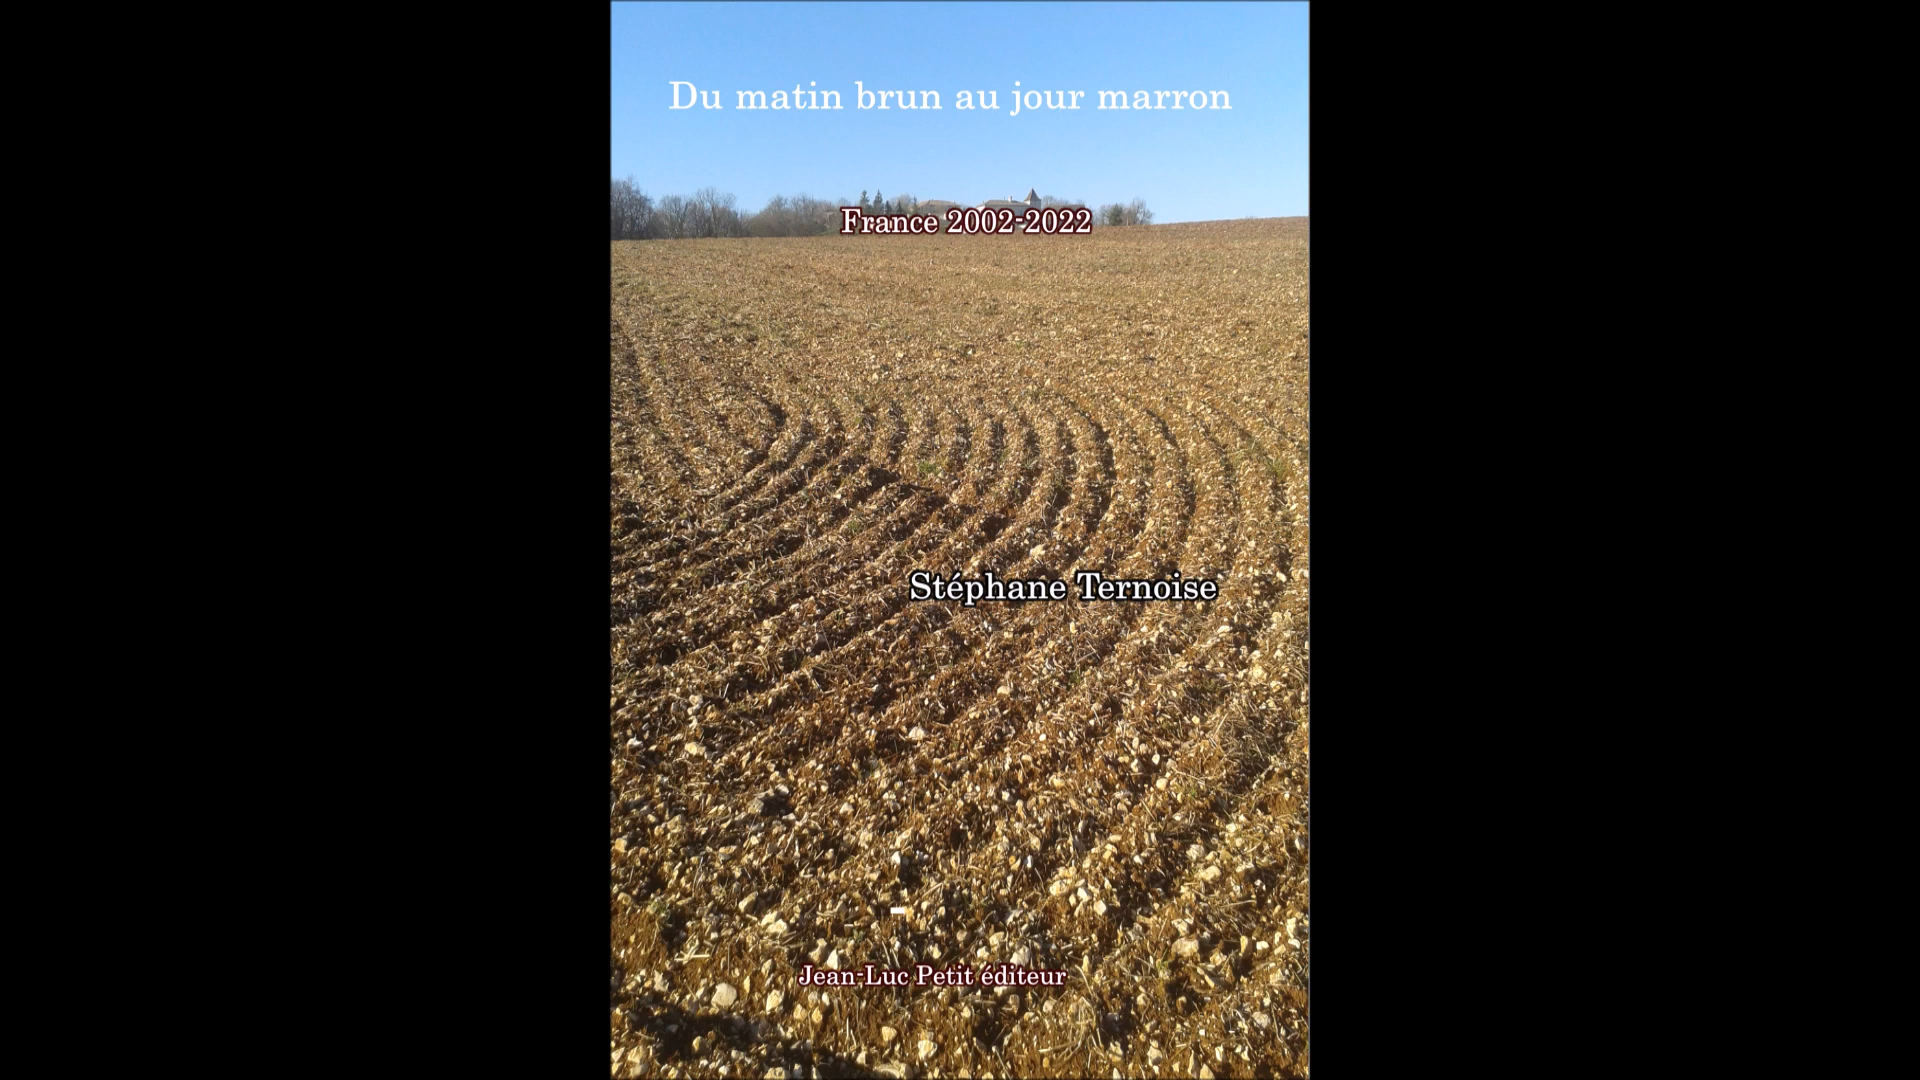 Du matin brun au jour marron
France 2002-2022
Stéphane Ternoise
Jean-Luc Petit éditeur